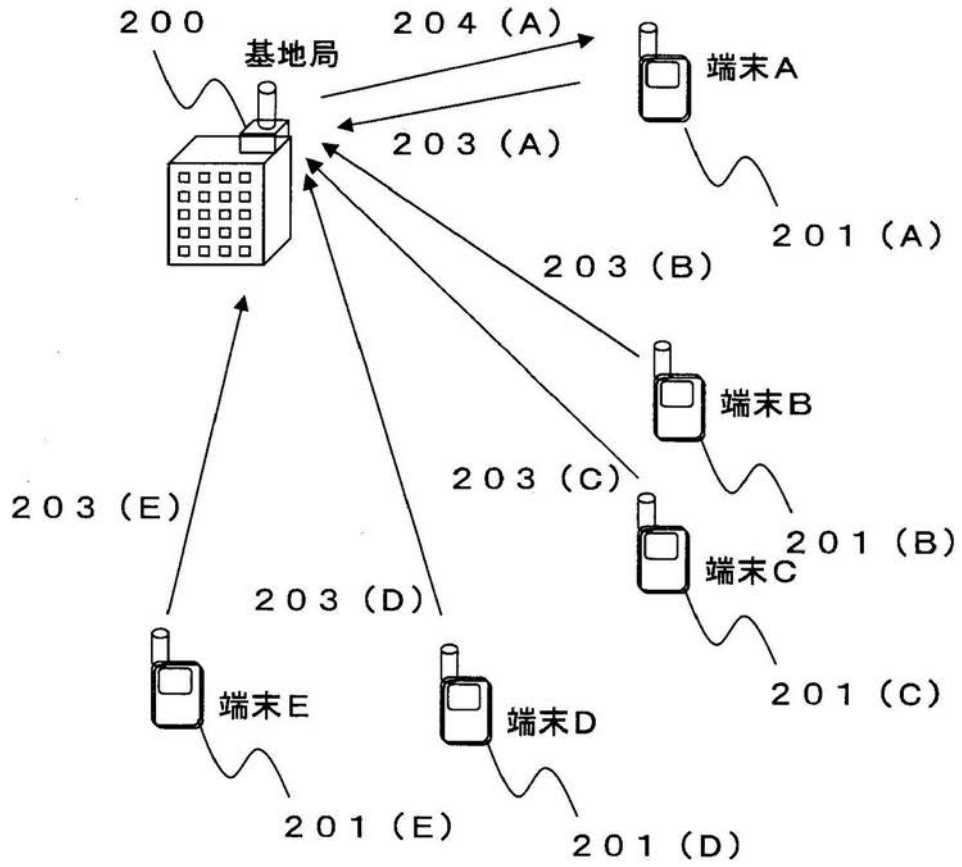 ２００
基地局
２０４（A）
端末A
２０３（A）
２０１（A）
２０３（B）
端末B
２０３（C）
２０３（E）
２０１（B）
端末C
２０３（D）
２０１（C）
端末E
端末D
２０１（E）
２０１（D）